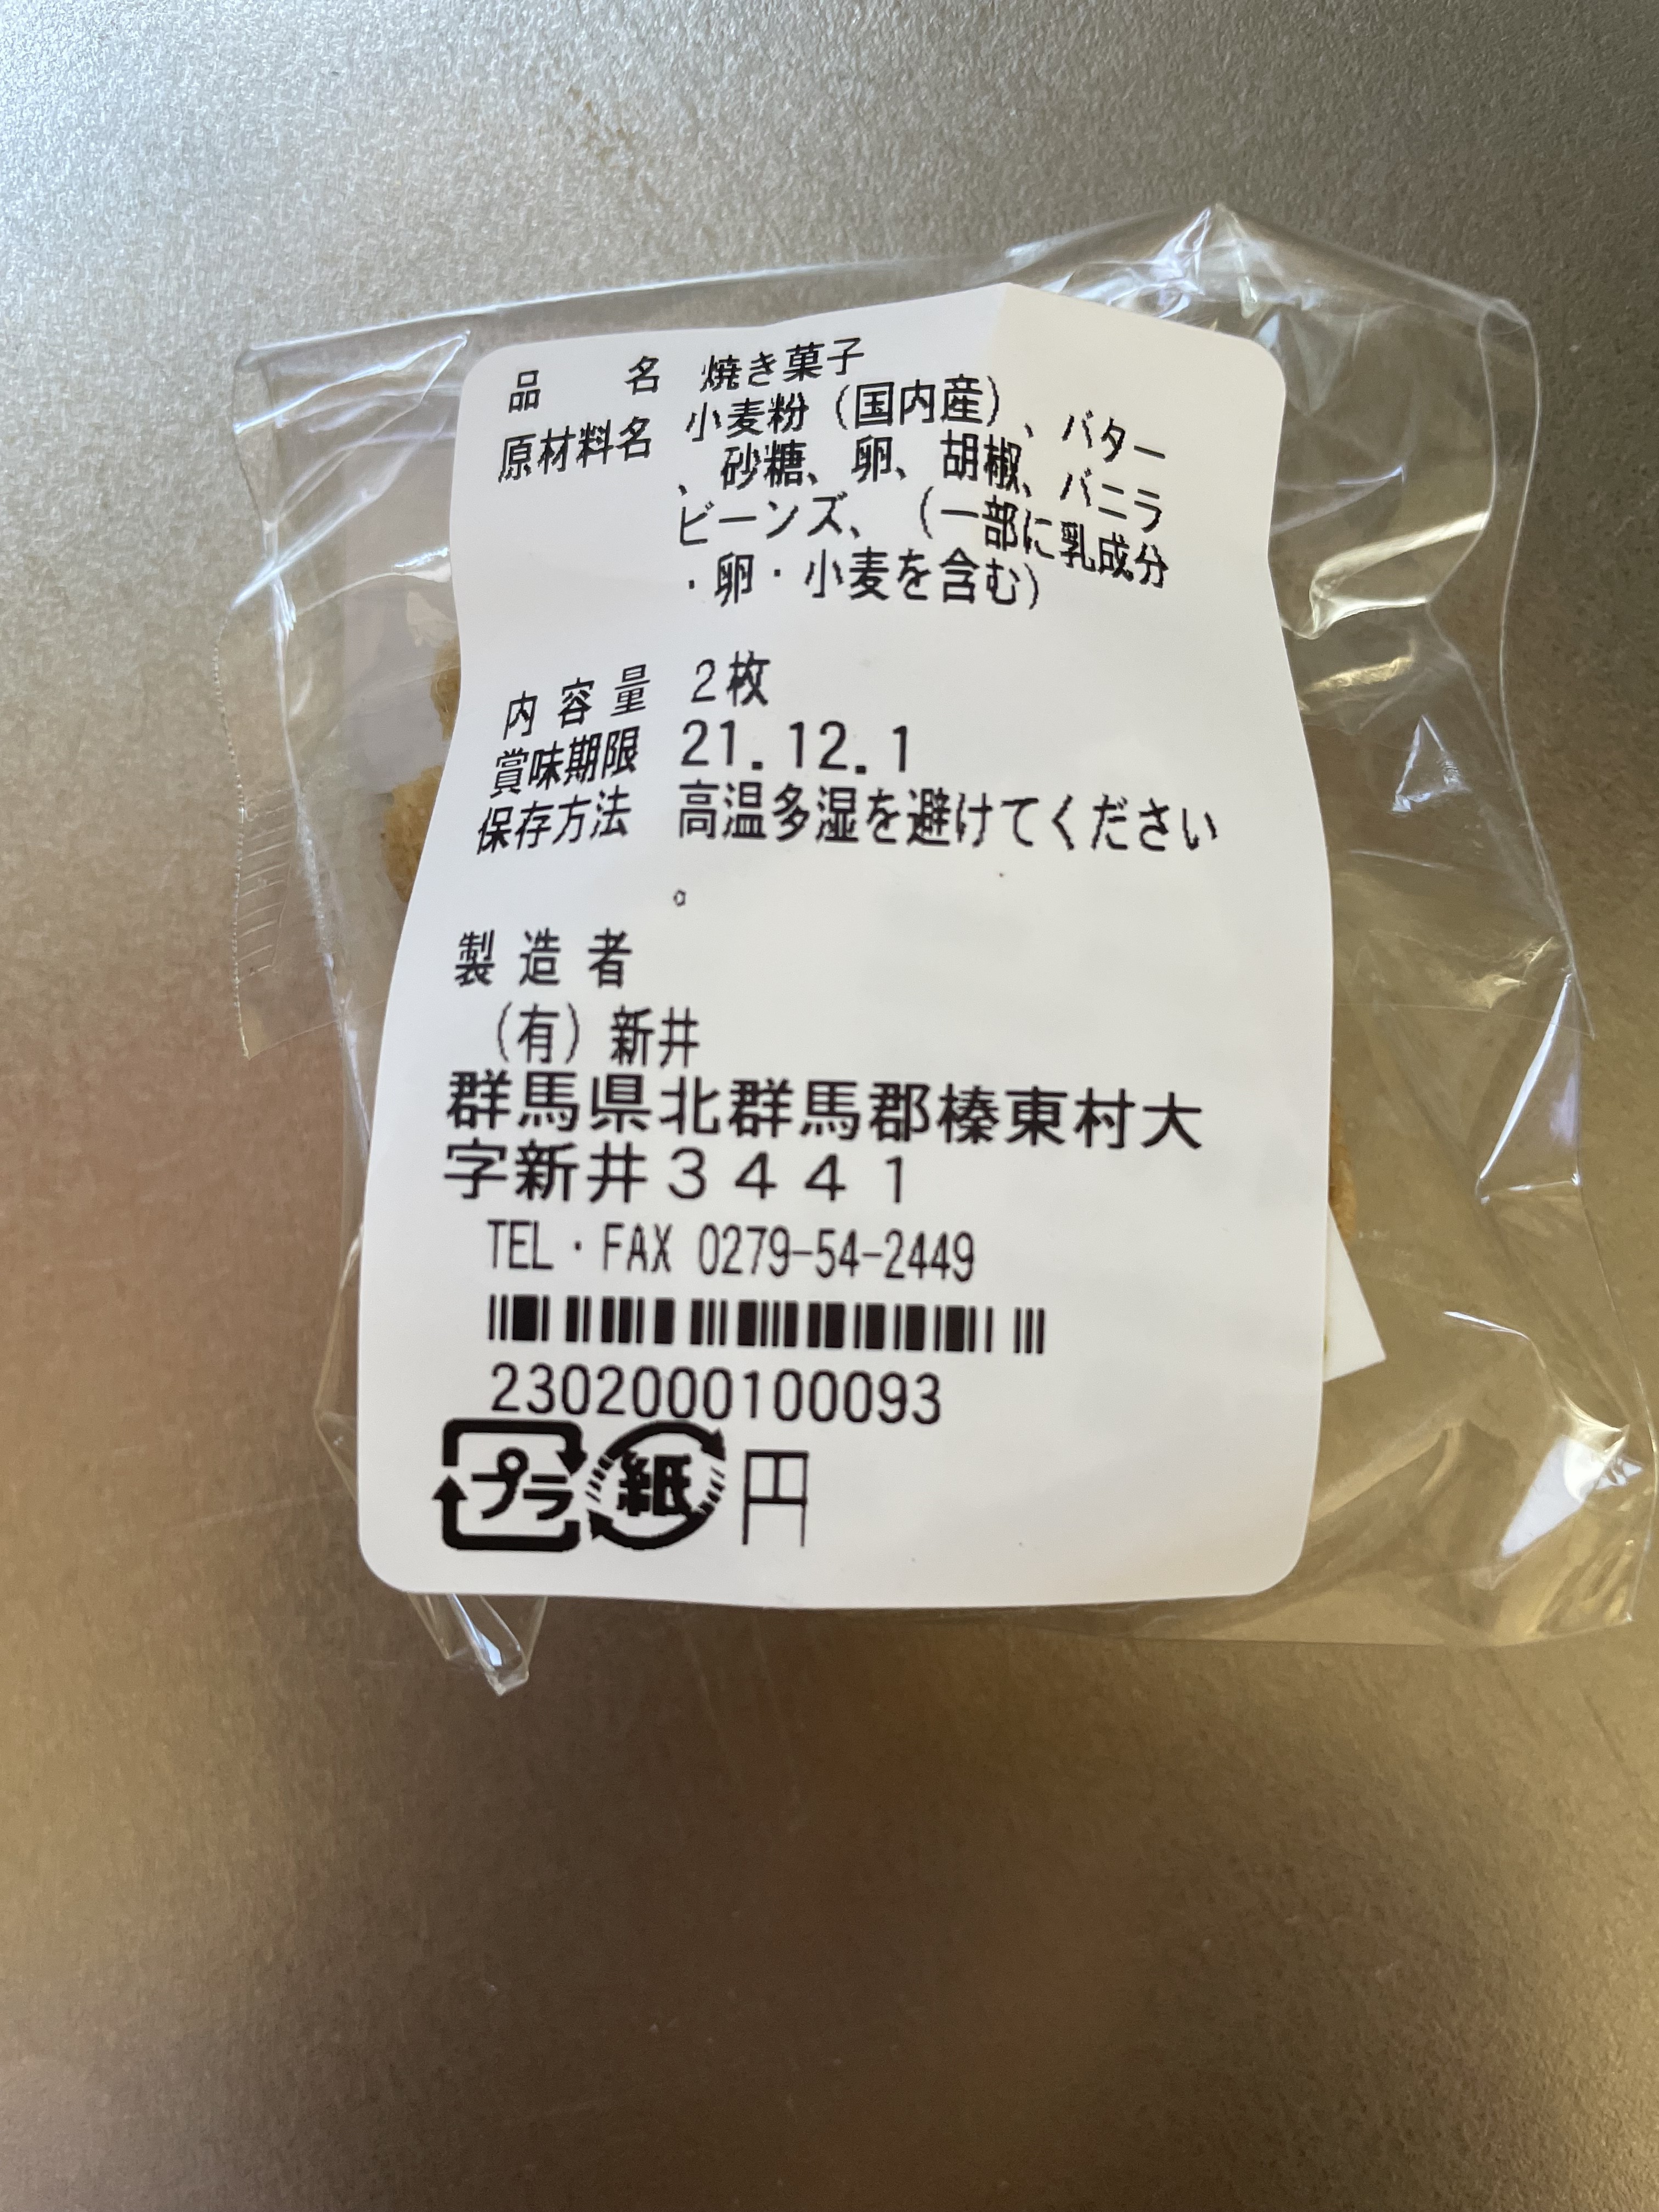 品　名　焼き菓子
原材料名　小麦粉（国内産）、バター
、砂糖、卵、胡椒、バニラ
ビーンズ、（一部に乳成分
・卵・小麦を含む）
内容量　2枚
賞味期限　21.12.1
保存方法　高温多湿を避けてください
。
製造者
（有）新井
群馬県北群馬郡榛東村大
字新井３４４１
TEL・FAX 0279-54-2449
2302000100093
プラ 紙 円